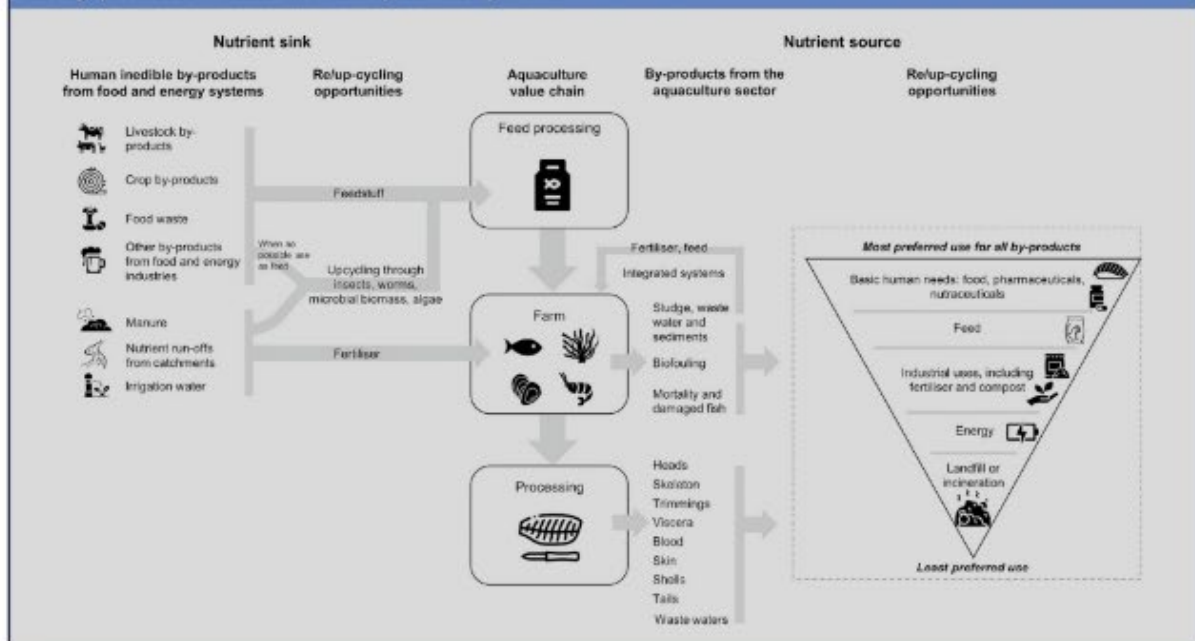 Nutrient sink
Nutrient source
Human inedible by-products
from food and energy systems
Re/up-cycling
opportunities
Aquaculture
value chain
By-products from the
aquaculture sector
Re/up-cycling
opportunities
Livestock by-
products
Crop by-products
Food waste
Other by-products
from food and energy
industries
Manure
Nutrient run-offs
from catchments
Irrigation water
Feedstuff
When so
possible use
as feed
Upcycling through
insects, worms,
microbial biomass, algae
Fertiliser
Feed processing
Farm
Processing
Fertiliser, feed
Integrated systems
Sludge, waste
water and
sediments
Biofouling
Mortality and
damaged fish
Heads
Skeleton
Trimmings
Viscera
Blood
Skin
Shells
Tails
Waste waters
Most preferred use for all by-products
Basic human needs: food, pharmaceuticals,
nutraceuticals
Feed
Industrial uses, including
fertiliser and compost
Energy
Landfill or
incineration
Least preferred use